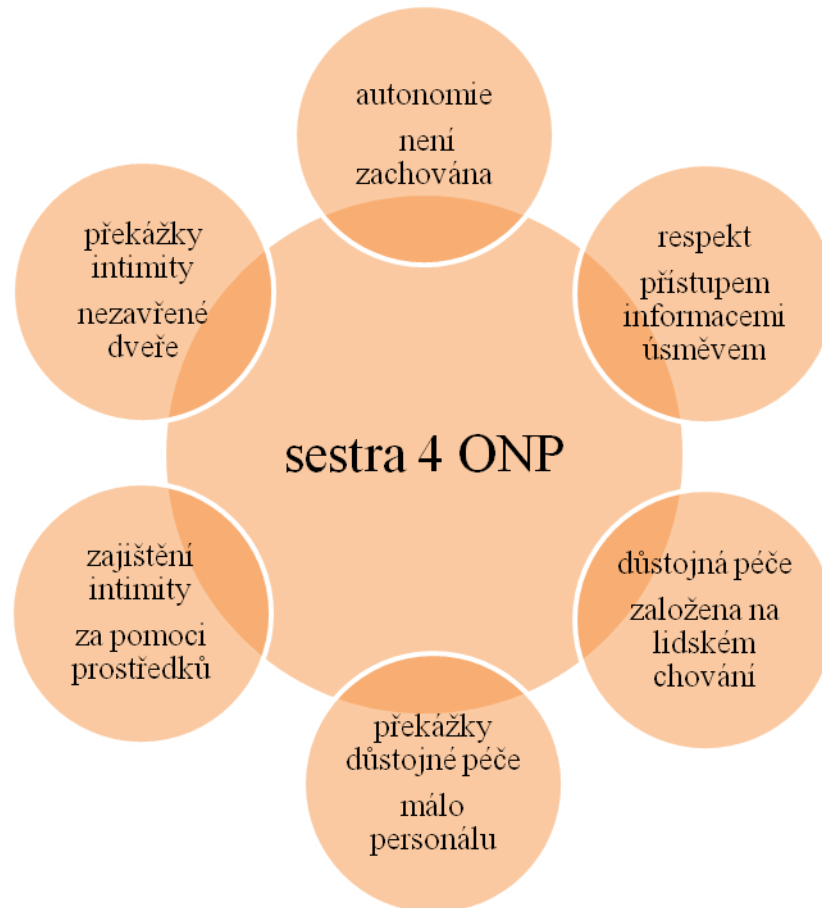 autonomie
není
zachována
respekt
přístupem
informacemi
úsměvem
důstojná péče
založena na
lidském
chování
překážky
důstojné péče
málo
personálu
zajištění
intimity
za pomoci
prostředků
překážky
intimity
nezavřené
dveře
sestra 4 ONP